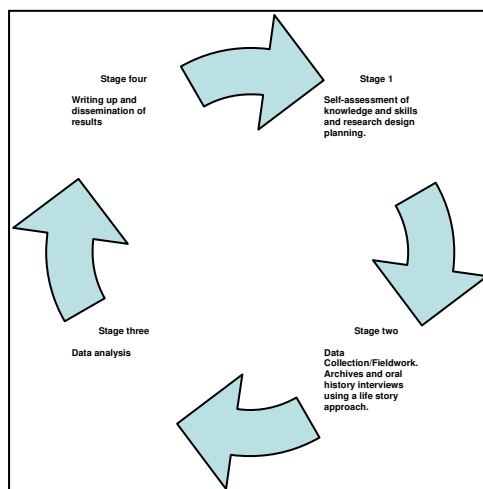 Stage four
Writing up and
dissemination of
results
Stage 1
Self-assessment of
knowledge and skills
and research design
planning.
Stage three
Data analysis
Stage two
Data
Collection/Fieldwork.
Archives and oral
history interviews
using a life story
approach.